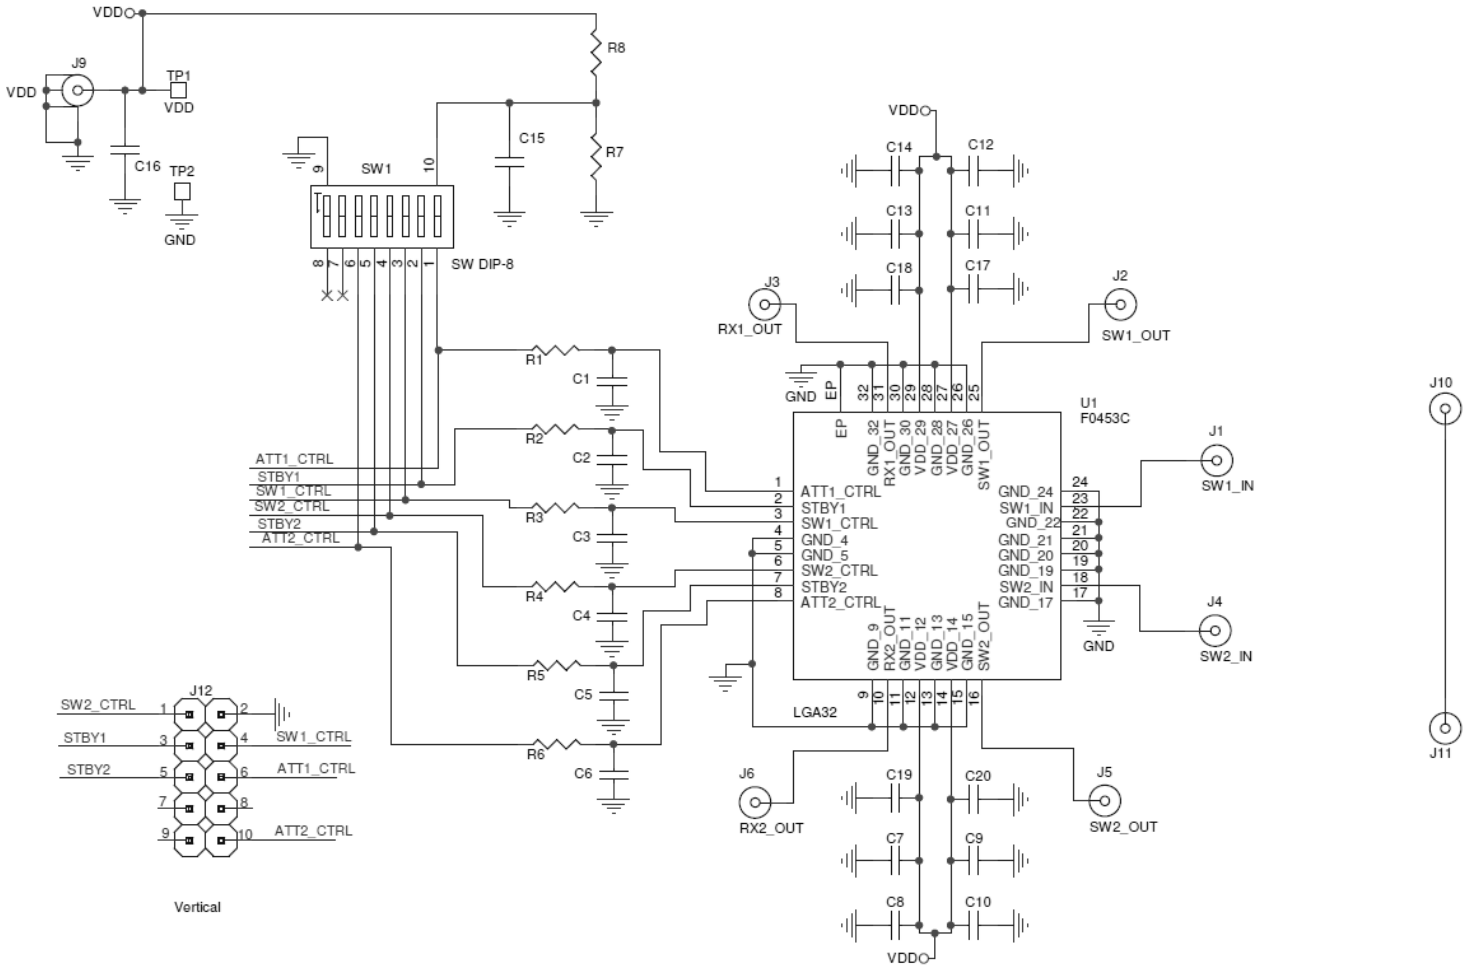 VDD
J9
VDD
TP1
VDD
C16
TP2
GND
R8
C15
R7
9
10
SW1
SW DIP-8
8
7
6
5
4
3
2
1
VDD
C14
C12
C13
C11
C18
C17
J3
RX1_OUT
J2
SW1_OUT
R1
C1
R2
C2
R3
C3
R4
C4
R5
C5
R6
C6
ATT1_CTRL
STBY1
SW1_CTRL
SW2_CTRL
STBY2
ATT2_CTRL
GND
EP
32
31
30
29
28
27
26
25
U1
F0453C
EP
GND_32
RX1_OUT
GND_30
VDD_29
GND_28
VDD_27
GND_26
SW1_OUT
1
2
3
4
5
6
7
8
ATT1_CTRL
STBY1
SW1_CTRL
GND_4
GND_5
SW2_CTRL
STBY2
ATT2_CTRL
GND_24
SW1_IN
GND_22
GND_21
GND_20
GND_19
SW2_IN
GND_17
24
23
22
21
20
19
18
17
GND_9
RX2_OUT
GND_11
VDD_12
GND_13
VDD_14
GND_15
SW2_OUT
9
10
11
12
13
14
15
16
LGA32
J1
SW1_IN
J4
SW2_IN
GND
J10
J11
J6
RX2_OUT
J5
SW2_OUT
C19
C20
C7
C9
C8
C10
VDD
J12
SW2_CTRL 1 2
STBY1 3 4 SW1_CTRL
STBY2 5 6 ATT1_CTRL
7 8
9 10 ATT2_CTRL
Vertical